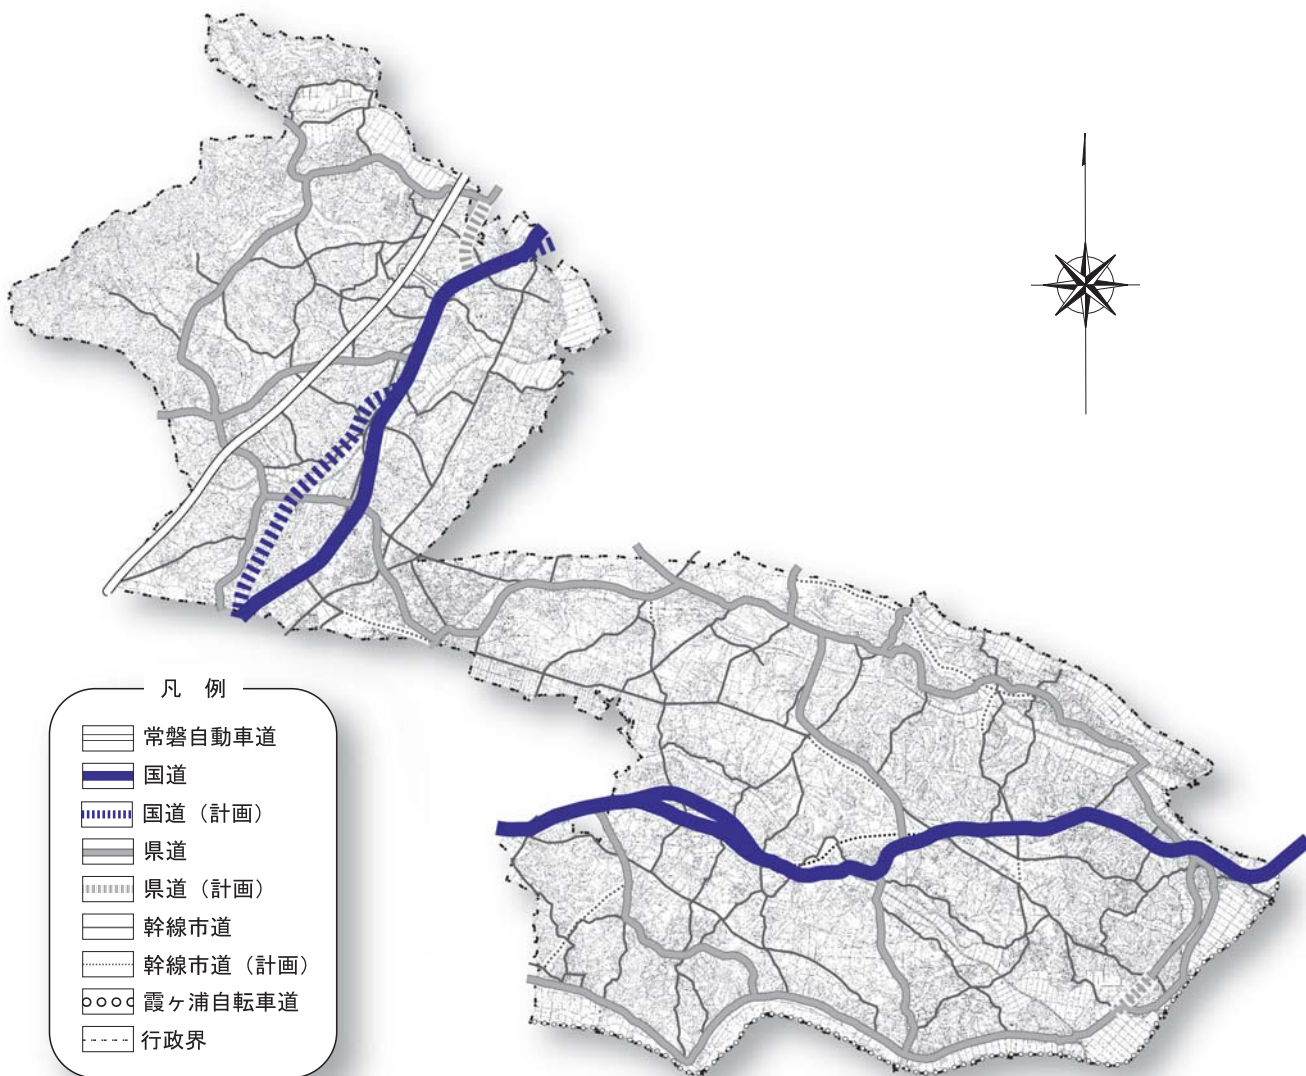 凡 例
常磐自動車道
国道
国道（計画）
県道
県道（計画）
幹線市道
幹線市道（計画）
霞ヶ浦自転車道
行政界